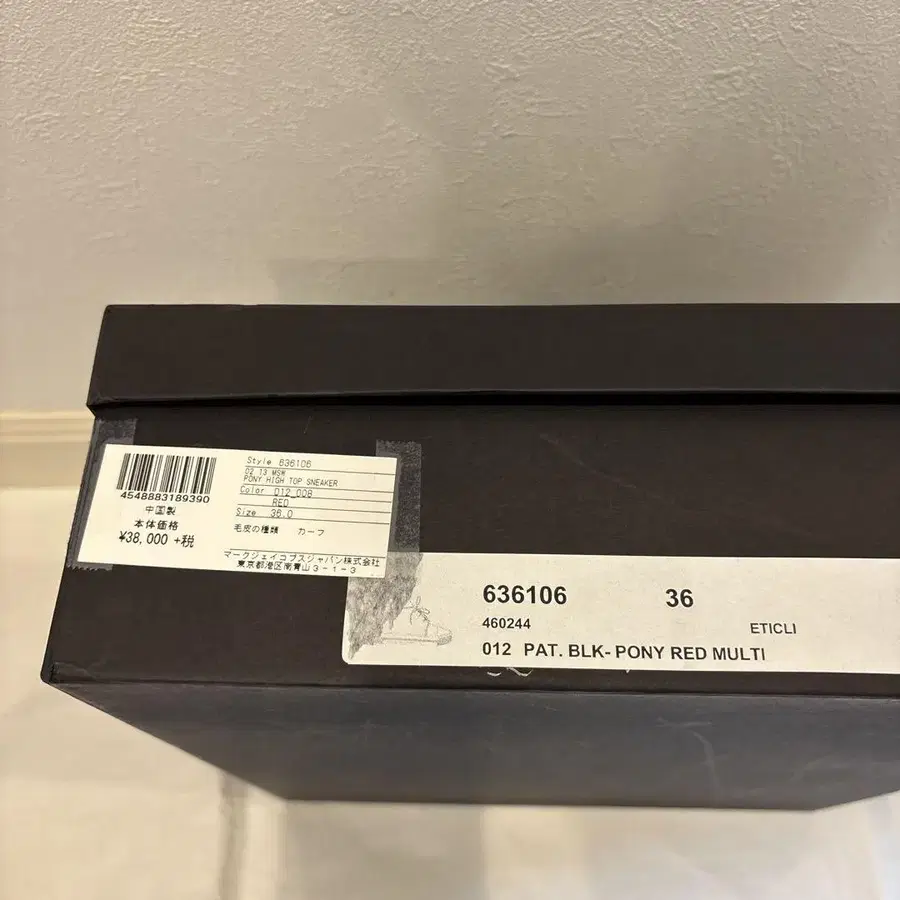 4548883189390
中国製
本体価格
¥38,000 +税
Style 636106
02 13 MSW
PONY HIGH TOP SNEAKER
Color 012_008
RED
Size 36.0
毛皮の種類 カーフ
マークジェイコブスジャパン株式会社
東京都港区南青山3-1-3
636106 36
460244 ETICLI
012 PAT. BLK- PONY RED MULTI